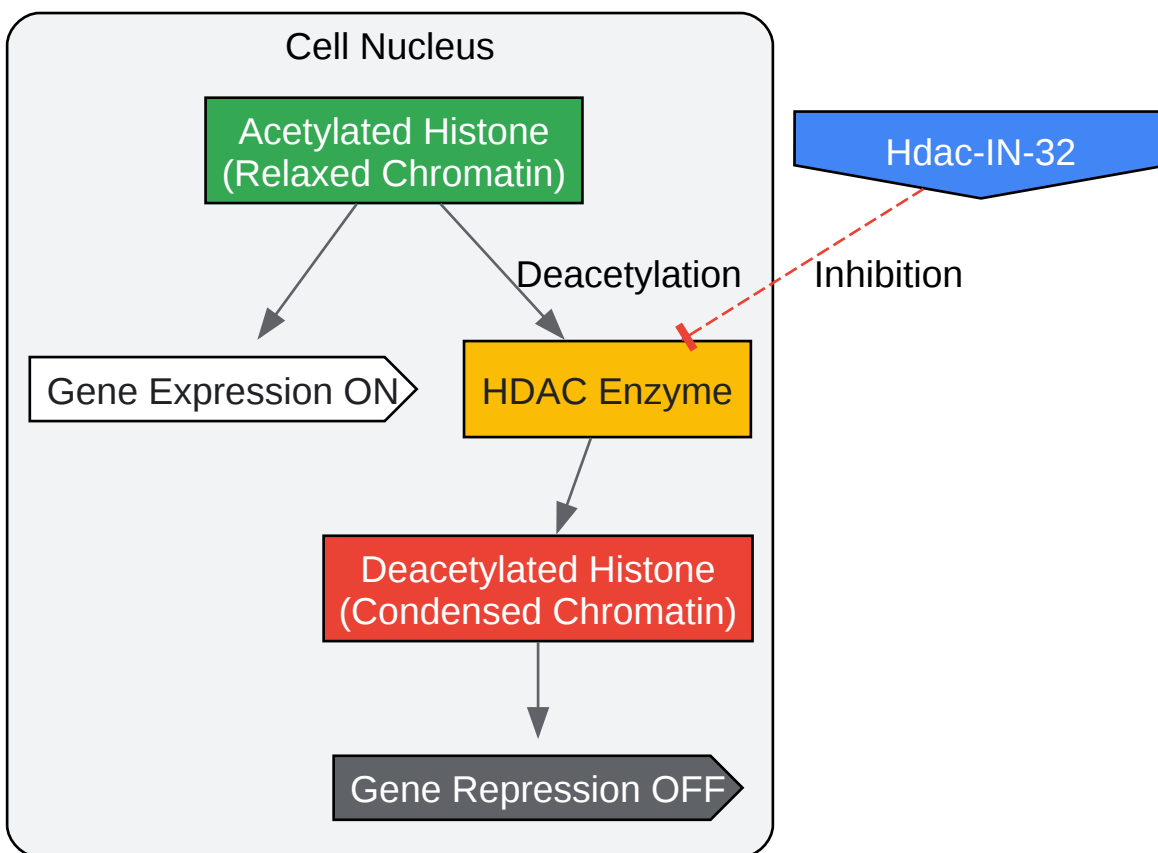 Cell Nucleus
Acetylated Histone
(Relaxed Chromatin)
Hdac-IN-32
Deacetylation
Inhibition
Gene Expression ON
HDAC Enzyme
Deacetylated Histone
(Condensed Chromatin)
Gene Repression OFF